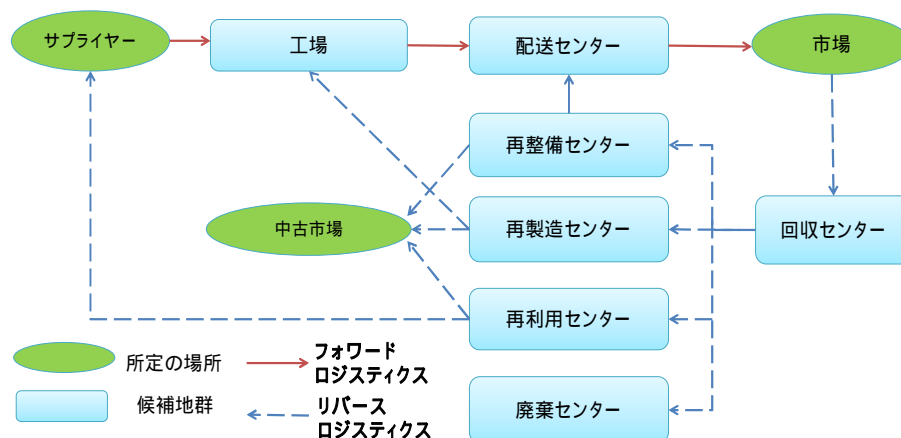 サプライヤー
工場
配送センター
市場
再整備センター
中古市場
再製造センター
回収センター
再利用センター
所定の場所
フォワード
ロジスティクス
候補地群
リバース
ロジスティクス
廃棄センター